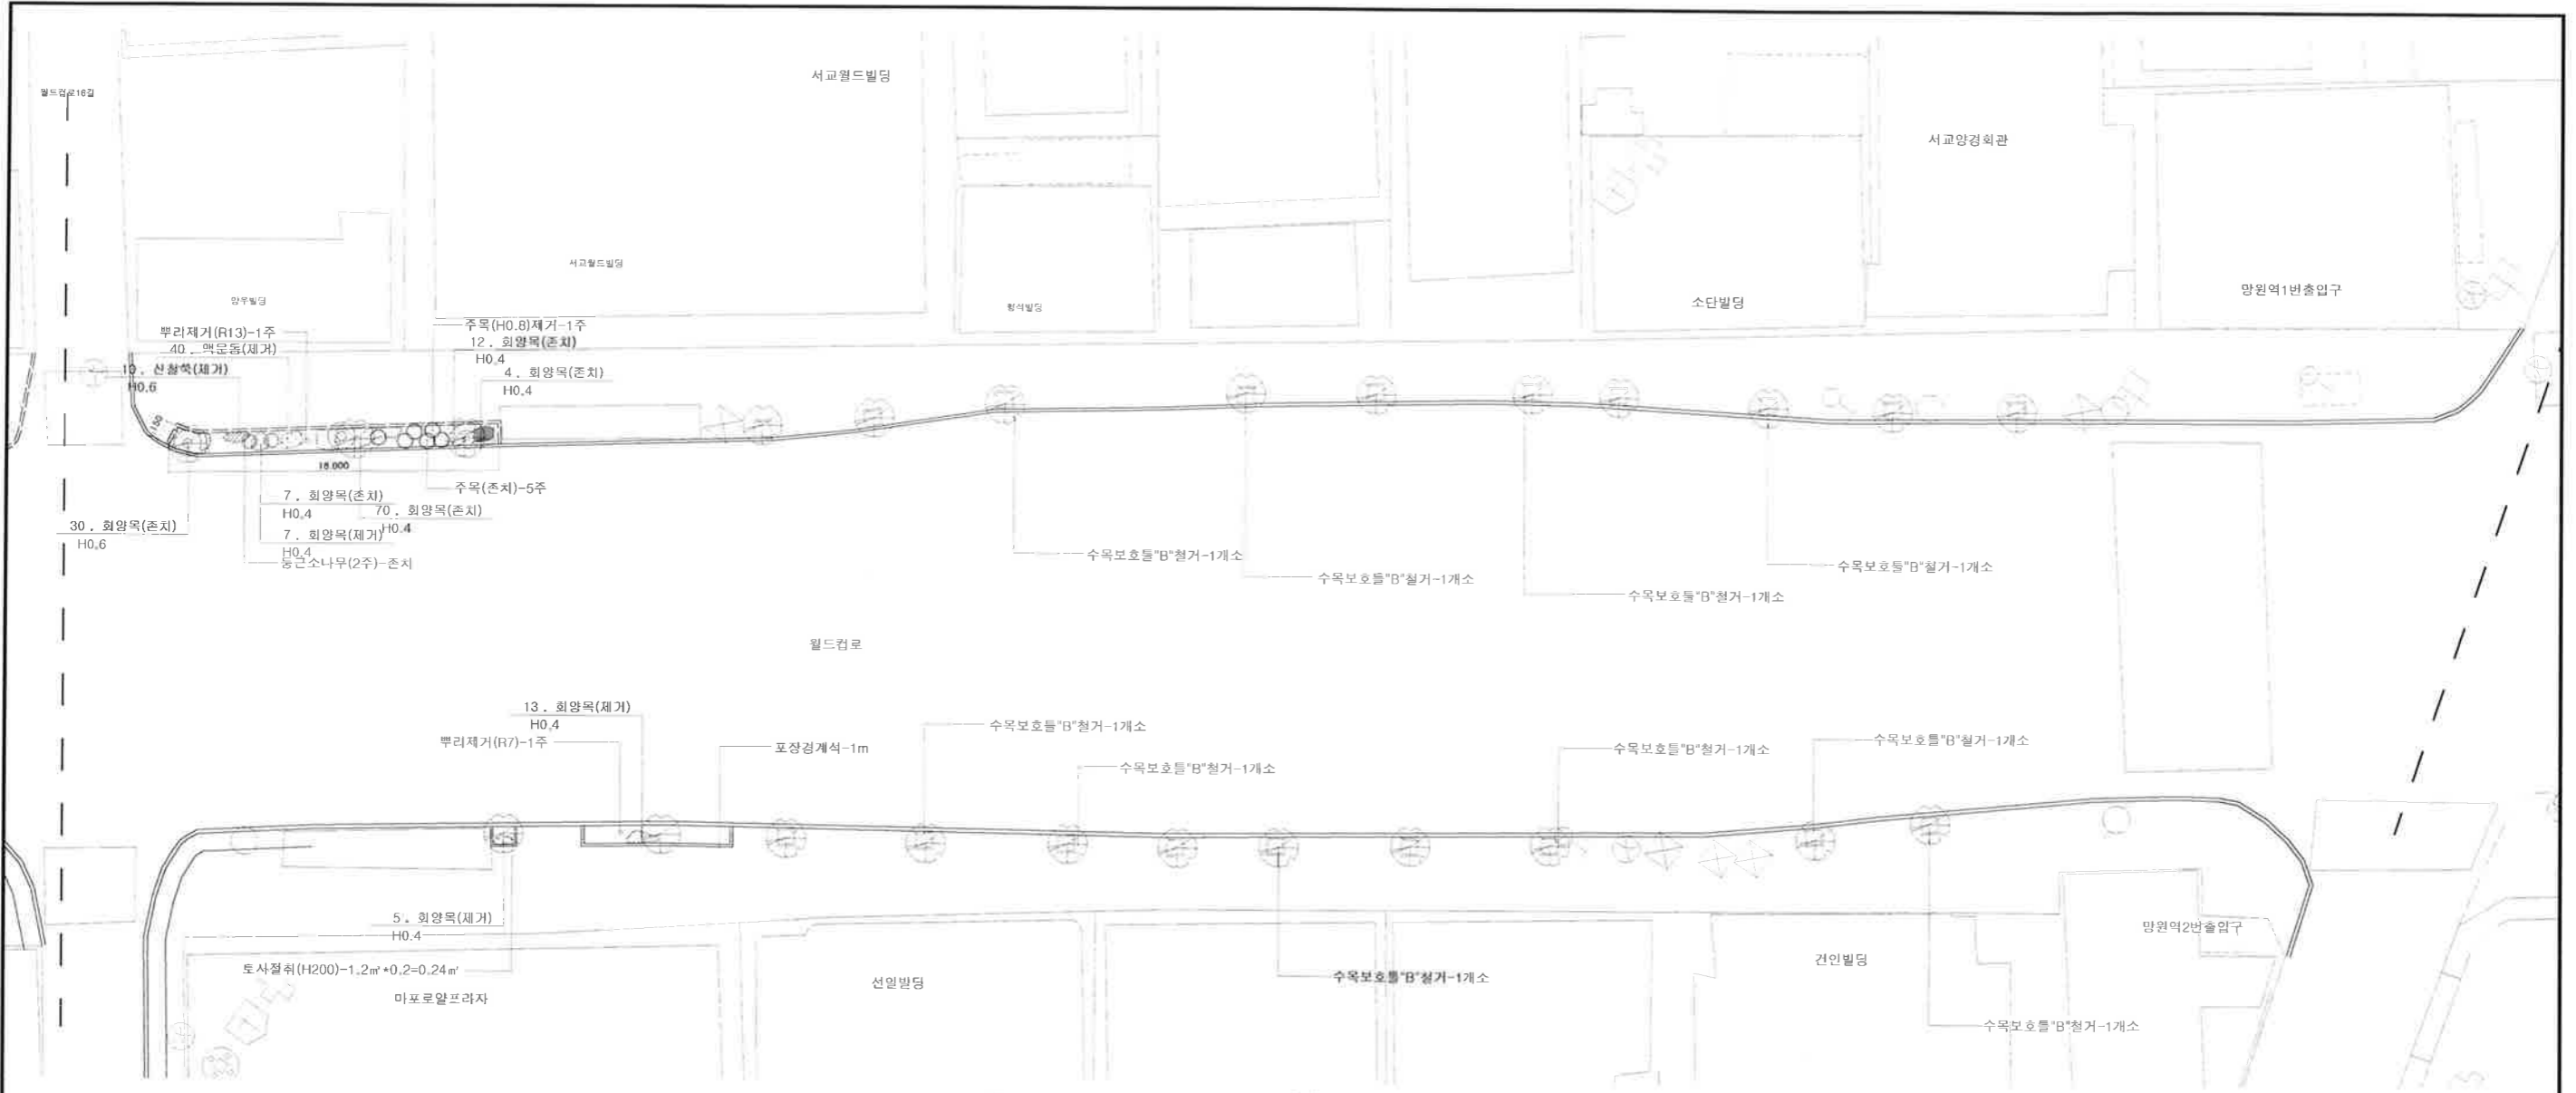 서교월드빌딩
월드컵로16길
서교양경회관
서교월드빌딩
망원역1번출입구
양우빌딩
소단빌딩
형석빌딩
뿌리제거(R13)-1주
주목(H0.8)제거-1주
40. 맥문동(제거)
12. 회양목(존치)
H0.4
10. 산철쭉(제거)
H0.6
4. 회양목(존치)
H0.4
18.000
주목(존치)-5주
7. 회양목(존치)
H0.4
70. 회양목(존치)
H0.4
30. 회양목(존치)
H0.6
7. 회양목(제거)
H0.4
둥근소나무(2주)-존치
수목보호틀"B"철거-1개소
수목보호틀"B"철거-1개소
수목보호틀"B"철거-1개소
수목보호틀"B"철거-1개소
월드컵로
13. 회양목(제거)
H0.4
뿌리제거(R7)-1주
포장경계석-1m
수목보호틀"B"철거-1개소
수목보호틀"B"철거-1개소
수목보호틀"B"철거-1개소
수목보호틀"B"철거-1개소
5. 회양목(제거)
H0.4
토사절취(H200)-1.2㎡*0.2=0.24㎥
마포로얄프라자
선일빌딩
수목보호틀"B"철거-1개소
건인빌딩
망원역2번출입구
수목보호틀"B"철거-1개소